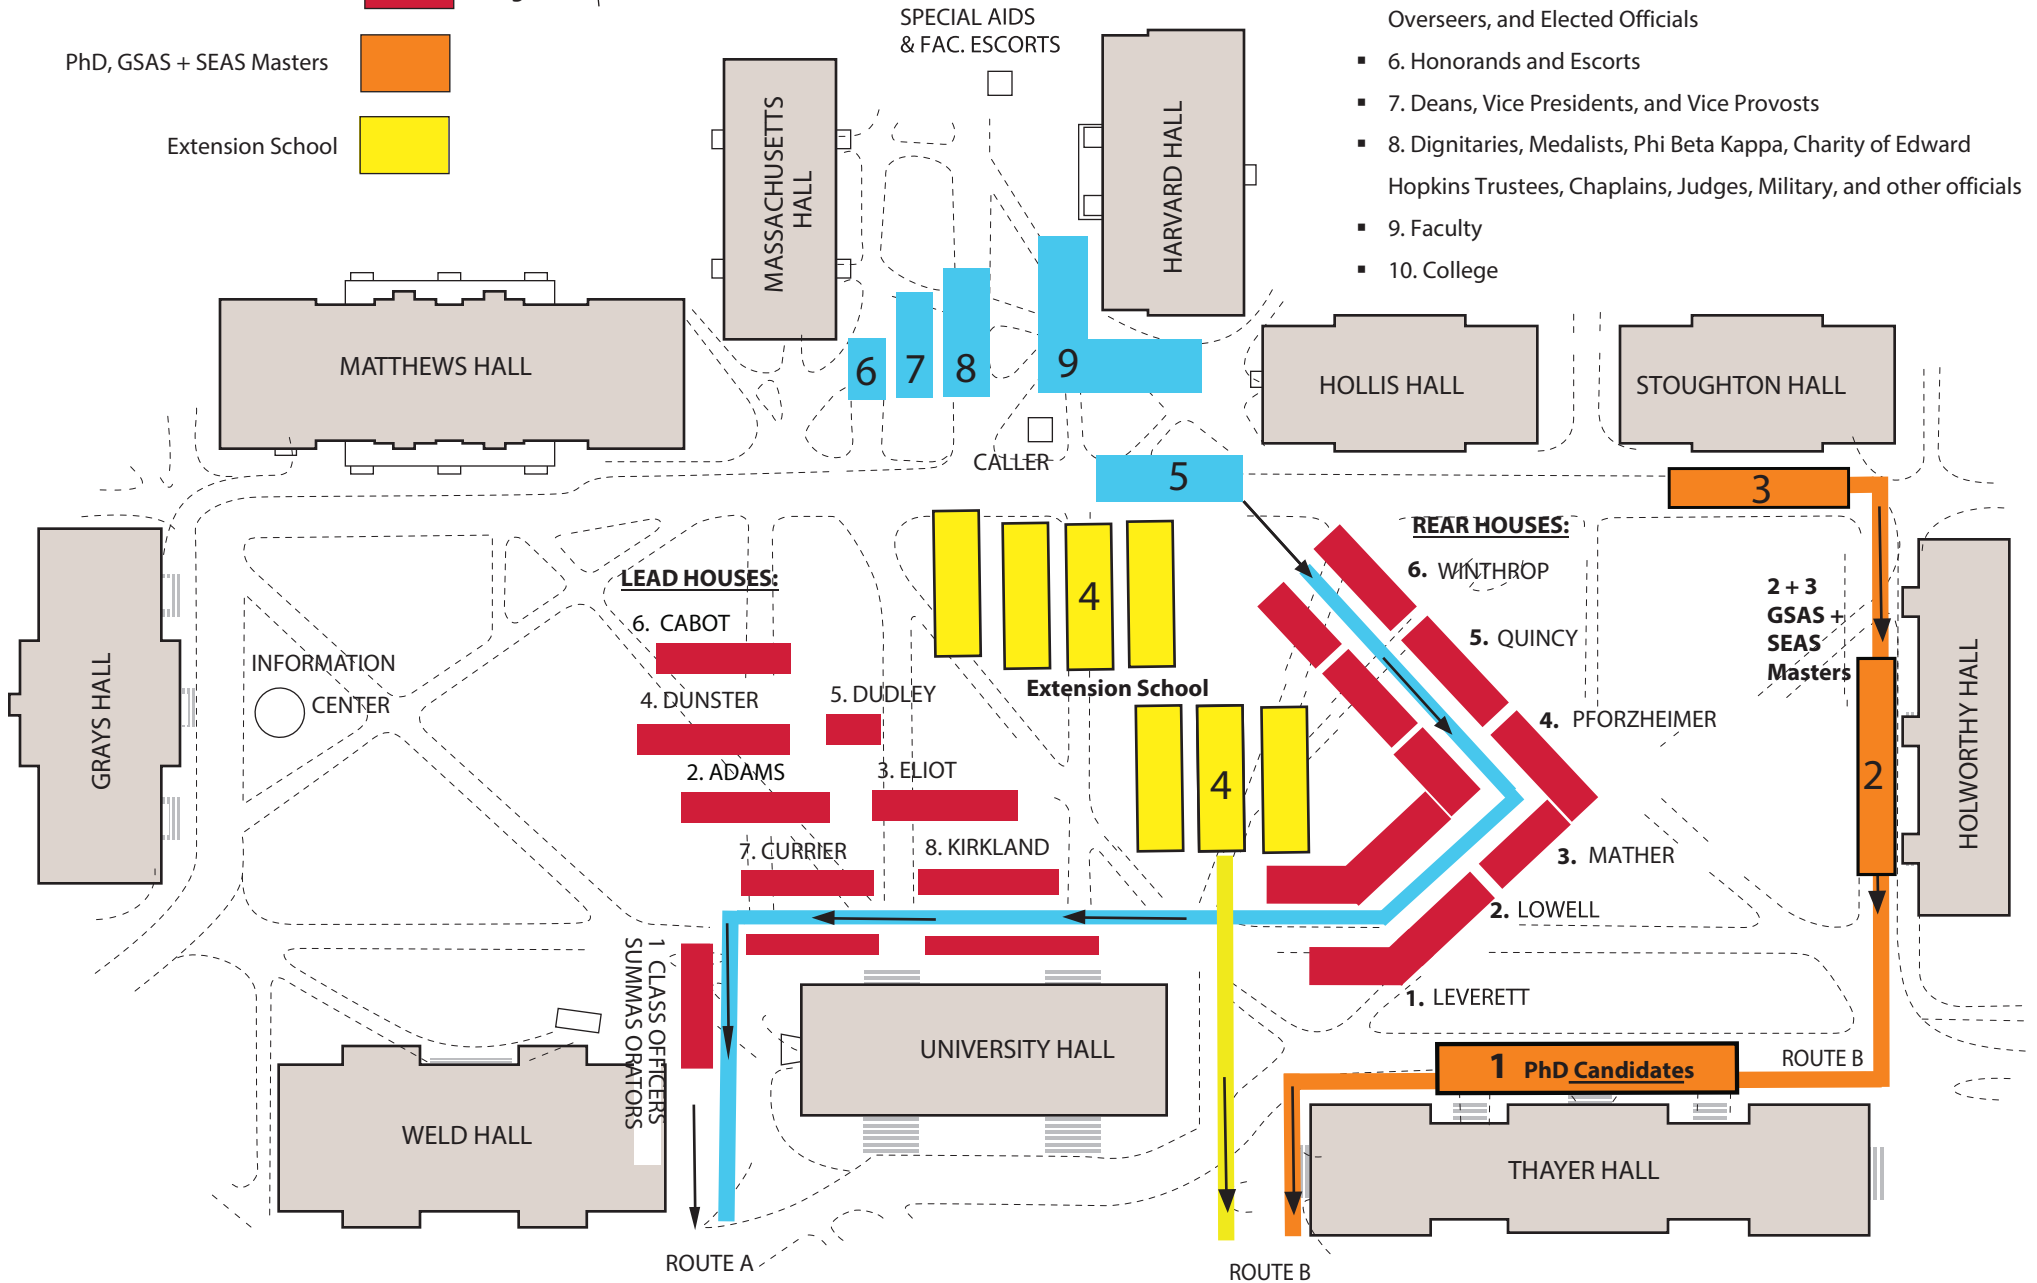 PhD, GSAS + SEAS Masters
Extension School
SPECIAL AIDS
& FAC. ESCORTS
Overseers, and Elected Officials
▪ 6. Honorands and Escorts
▪ 7. Deans, Vice Presidents, and Vice Provosts
▪ 8. Dignitaries, Medalists, Phi Beta Kappa, Charity of Edward
Hopkins Trustees, Chaplains, Judges, Military, and other officials
▪ 9. Faculty
▪ 10. College
MASSACHUSETTS
HALL
HARVARD HALL
MATTHEWS HALL
6
7
8
9
HOLLIS HALL
STOUGHTON HALL
CALLER
5
3
REAR HOUSES:
6. WINTHROP
5. QUINCY
4. PFORZHEIMER
3. MATHER
2. LOWELL
1. LEVERETT
2 + 3
GSAS +
SEAS
Masters
2
HOLWORTHY HALL
LEAD HOUSES:
6. CABOT
4. DUNSTER
5. DUDLEY
2. ADAMS
3. ELIOT
7. CURRIER
8. KIRKLAND
4
Extension School
4
GRAYS HALL
INFORMATION
CENTER
1 CLASS OFFICERS
SUMMAS ORATORS
UNIVERSITY HALL
WELD HALL
1 PhD Candidates
ROUTE B
THAYER HALL
ROUTE A
ROUTE B